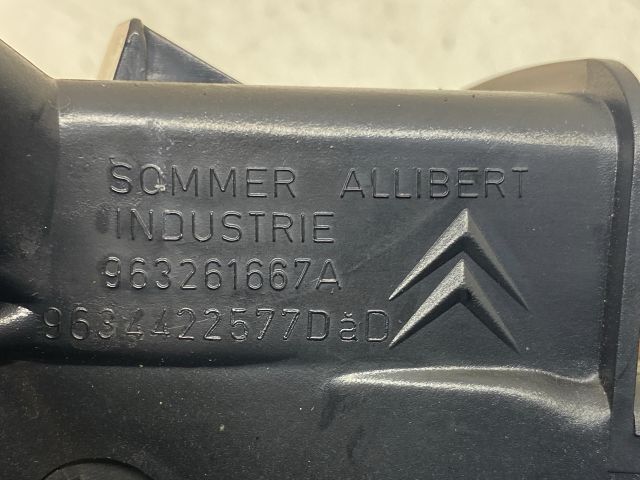 SOMMER ALLIBERT
INDUSTRIE
963261667A
9634422577DăD